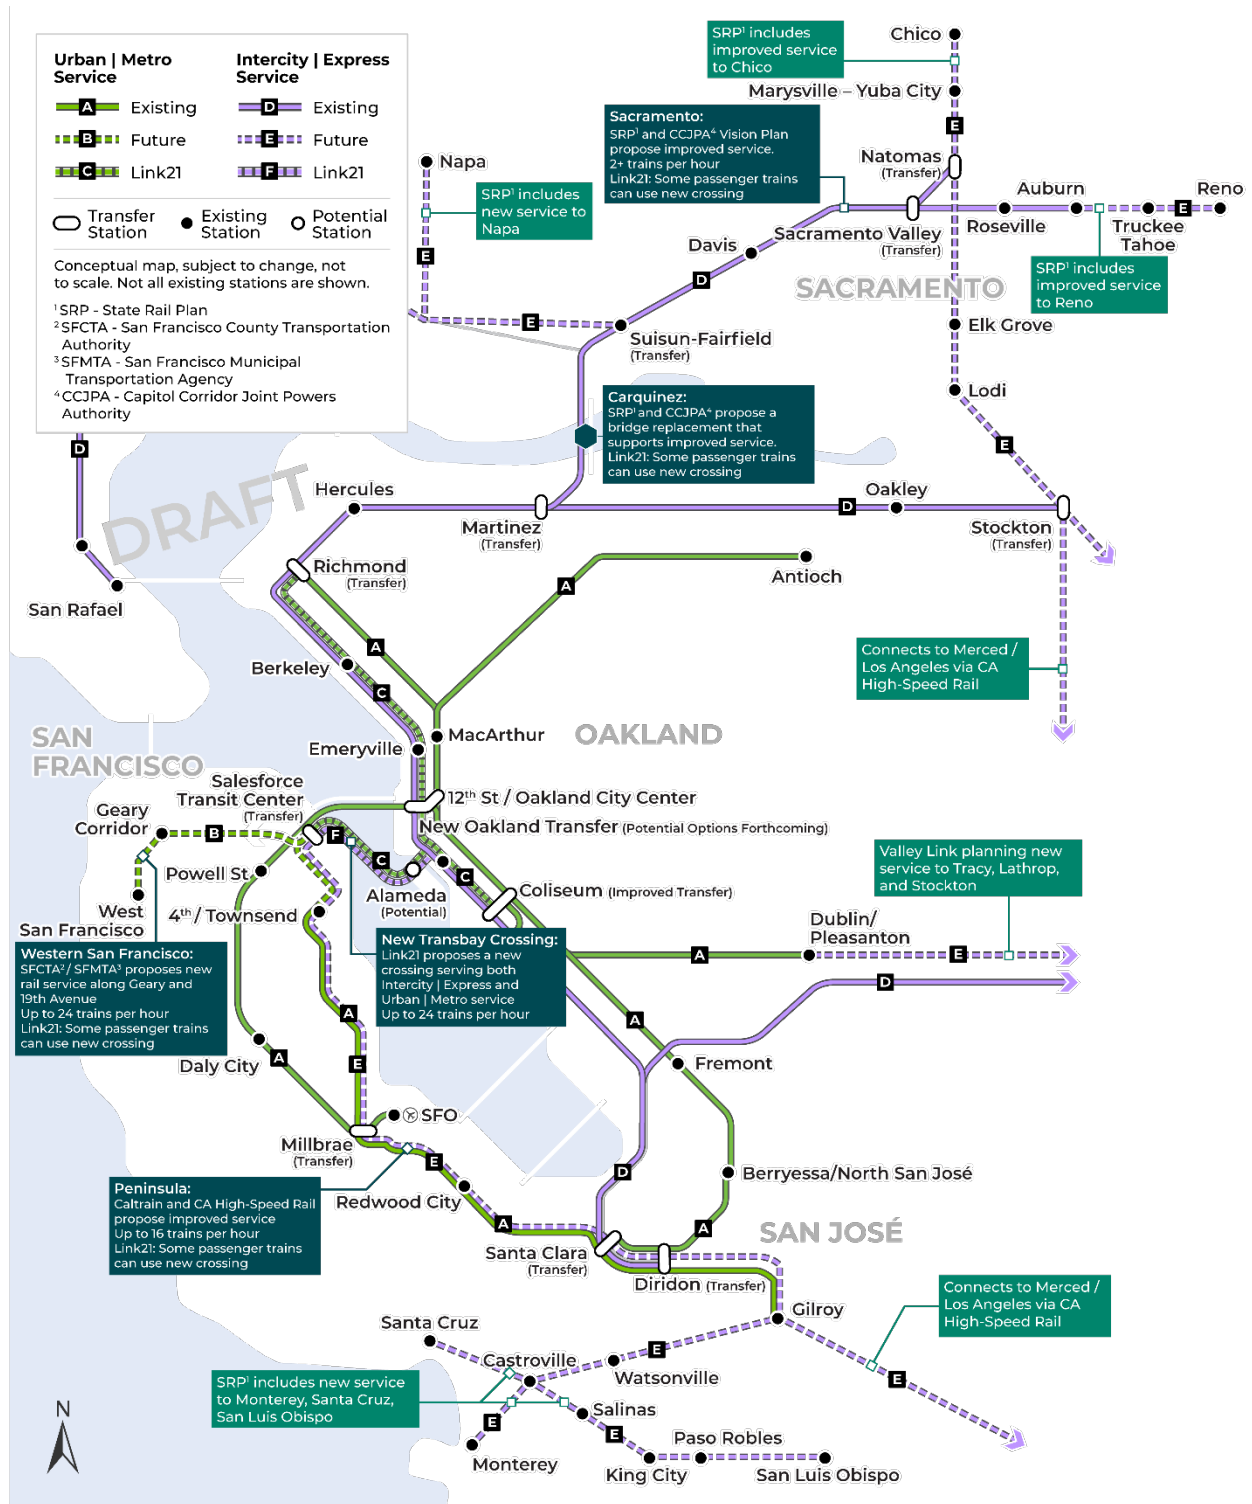 Urban | Metro
Service
Intercity | Express
Service
A Existing
D Existing
B Future
E Future
C Link21
F Link21
Transfer
Station
Existing
Station
Potential
Station
Conceptual map, subject to change, not
to scale. Not all existing stations are shown.
¹ SRP - State Rail Plan
² SFCTA - San Francisco County Transportation
Authority
³ SFMTA - San Francisco Municipal
Transportation Agency
⁴ CCJPA - Capitol Corridor Joint Powers
Authority
SRP¹ includes
improved service
to Chico
Chico
Marysville – Yuba City
E
Sacramento:
SRP¹ and CCJPA⁴ Vision Plan
propose improved service.
2+ trains per hour
Link21: Some passenger trains
can use new crossing
Natomas
(Transfer)
Napa
SRP¹ includes
new service to
Napa
E
Auburn
Reno
E
Sacramento Valley
(Transfer)
Roseville
Truckee
Tahoe
Davis
D
SACRAMENTO
SRP¹ includes
improved service
to Reno
E
Suisun-Fairfield
(Transfer)
Elk Grove
Lodi
Carquinez:
SRP¹ and CCJPA⁴ propose a
bridge replacement that
supports improved service.
Link21: Some passenger trains
can use new crossing
D
E
DRAFT
Hercules
Oakley
D
Martinez
(Transfer)
Stockton
(Transfer)
Richmond
(Transfer)
Antioch
A
San Rafael
A
Berkeley
C
Connects to Merced /
Los Angeles via CA
High-Speed Rail
SAN
FRANCISCO
Emeryville
MacArthur
OAKLAND
Salesforce
Transit Center
(Transfer)
12th St / Oakland City Center
Geary
Corridor
B
F
New Oakland Transfer (Potential Options Forthcoming)
C
C
Powell St
Alameda
(Potential)
Coliseum (Improved Transfer)
Valley Link planning new
service to Tracy, Lathrop,
and Stockton
West
San Francisco
4th / Townsend
Dublin/
Pleasanton
Western San Francisco:
SFCTA²/ SFMTA³ proposes new
rail service along Geary and
19th Avenue
Up to 24 trains per hour
Link21: Some passenger trains
can use new crossing
New Transbay Crossing:
Link21 proposes a new
crossing serving both
Intercity | Express and
Urban | Metro service
Up to 24 trains per hour
A
E
D
A
A
Daly City
A
E
Fremont
SFO
Millbrae
(Transfer)
E
Redwood City
D
Berryessa/North San José
Peninsula:
Caltrain and CA High-Speed Rail
propose improved service
Up to 16 trains per hour
Link21: Some passenger trains
can use new crossing
A
A
SAN JOSÉ
Santa Clara
(Transfer)
Diridon (Transfer)
Connects to Merced /
Los Angeles via CA
High-Speed Rail
Gilroy
Santa Cruz
Castroville
E
Watsonville
E
SRP¹ includes new service
to Monterey, Santa Cruz,
San Luis Obispo
Salinas
E
E
N
Monterey
King City
Paso Robles
San Luis Obispo